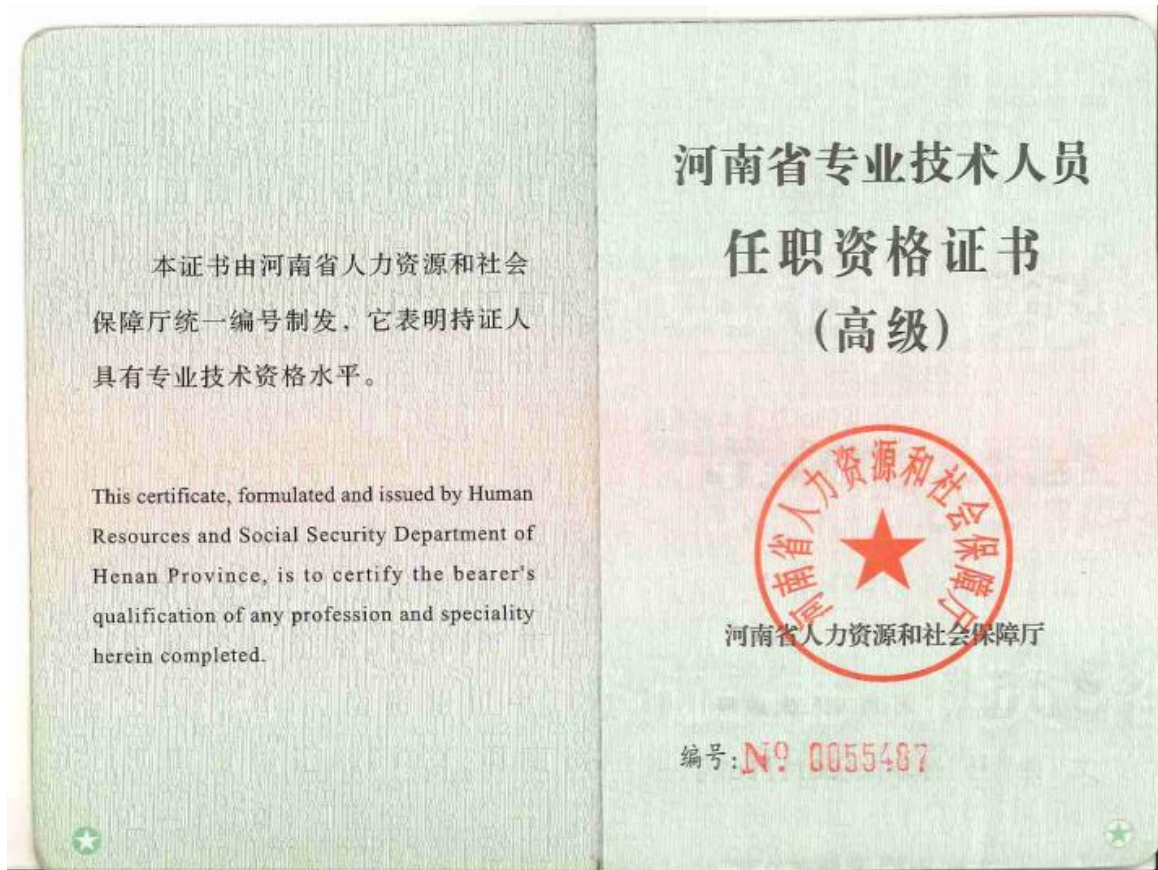 本证书由河南省人力资源和社会
保障厅统一编号制发，它表明持证人
具有专业技术资格水平。
This certificate, formulated and issued by Human
Resources and Social Security Department of
Henan Province, is to certify the bearer's
qualification of any profession and speciality
herein completed.
河南省专业技术人员
任职资格证书
(高级)
河南省人力资源和社会保障厅
河南省人力资源和社会保障厅
编号:№ 0055487